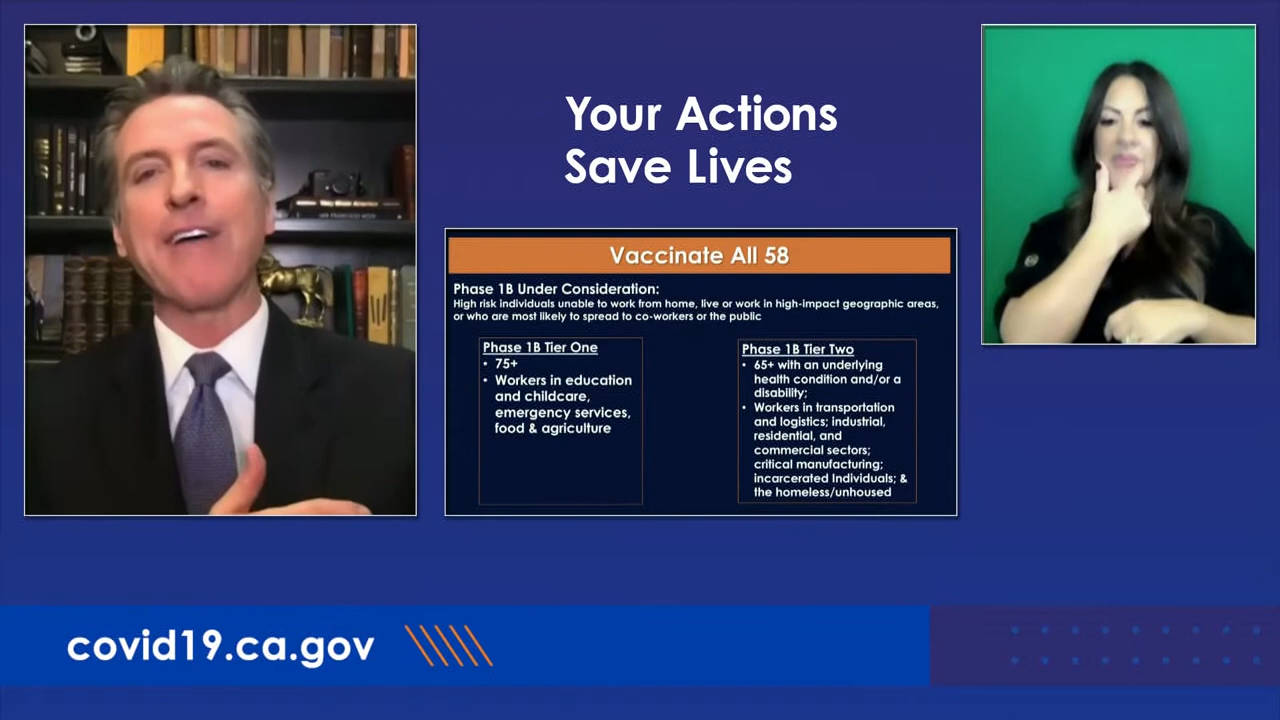 Your Actions
Save Lives
Vaccinate All 58
Phase 1B Under Consideration:
High risk individuals unable to work from home, live or work in high-impact geographic areas,
or who are most likely to spread to co-workers or the public
Phase 1B Tier One
• 75+
• Workers in education
and childcare,
emergency services,
food & agriculture
Phase 1B Tier Two
• 65+ with an underlying
health condition and/or a
disability;
• Workers in transportation
and logistics; industrial,
residential, and
commercial sectors;
critical manufacturing;
incarcerated Individuals; &
the homeless/unhoused
covid19.ca.gov